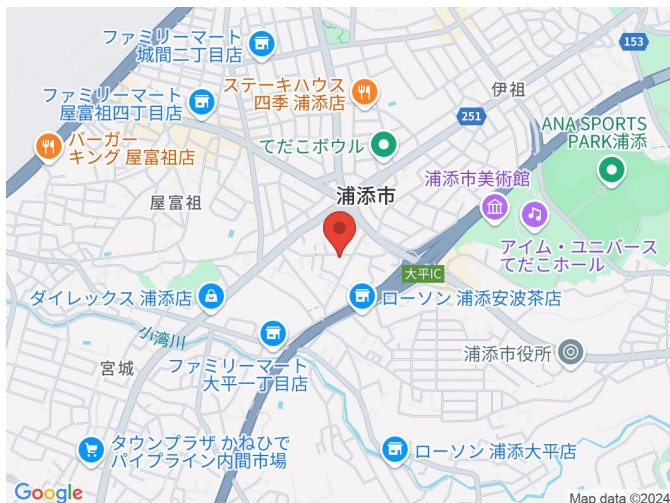 ファミリーマート
城間二丁目店
153
ステーキハウス
四季 浦添店
伊祖
ファミリーマート
屋富祖四丁目店
251
ANA SPORTS
PARK浦添
てだこボウル
バーガー
キング 屋富祖店
浦添市美術館
浦添市
屋富祖
アイム・ユニバース
てだこホール
大平IC
ダイレックス 浦添店
ローソン 浦添安波茶店
小湾川
ファミリーマート
大平一丁目店
浦添市役所
宮城
タウンプラザ かねひで
パイプライン内間市場
ローソン 浦添大平店
Google
Map data ©2024